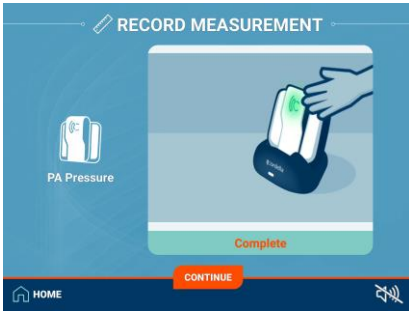 RECORD MEASUREMENT
PA Pressure
Complete
CONTINUE
HOME